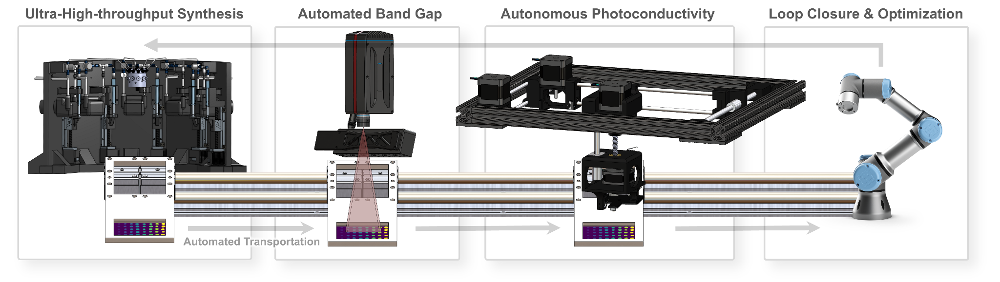 Ultra-High-throughput Synthesis
Automated Band Gap
Autonomous Photoconductivity
Loop Closure & Optimization
Automated Transportation